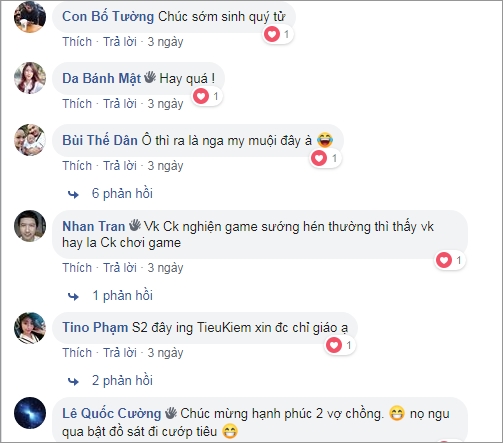 Con Bố Tường Chúc sớm sinh quý tử
1
Thích · Trả lời · 3 ngày
Da Bánh Mật Hay quá !
1
Thích · Trả lời · 3 ngày
Bùi Thế Dân Ô thì ra là nga my muội đây à
1
Thích · Trả lời · 3 ngày
6 phản hồi
Nhan Tran Vk Ck nghiện game sướng hén thường thì thấy vk
hay la Ck chơi game
1
Thích · Trả lời · 3 ngày
1 phản hồi
Tino Phạm S2 đây ing TieuKiem xin đc chỉ giáo ạ
1
Thích · Trả lời · 3 ngày
2 phản hồi
Lê Quốc Cường Chúc mừng hạnh phúc 2 vợ chồng. nọ ngu
qua bật đồ sát đi cướp tiêu